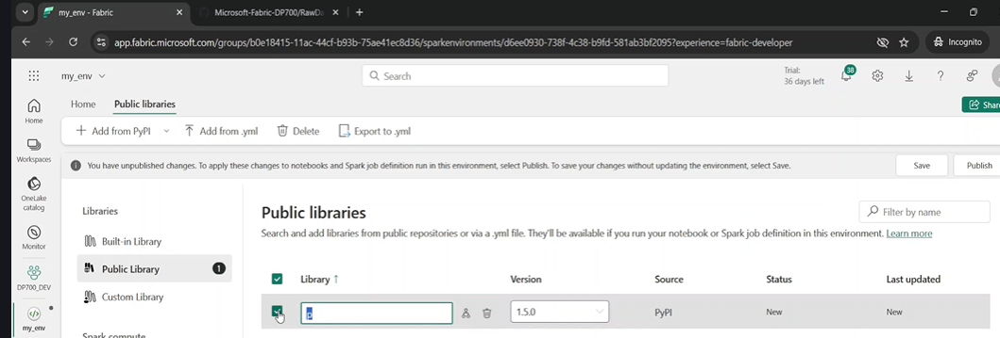 my_env - Fabric
Microsoft-Fabric-DP700/RawDa
app.fabric.microsoft.com/groups/b0e18415-11ac-44cf-b93b-75ae41ec8d36/sparkenvironments/d6ee0930-738f-4c38-b9fd-581ab3bf2095?experience=fabric-developer
Incognito
my_env
Search
Trial:
36 days left
38
Home
Public libraries
Share
Home
Workspaces
OneLake
catalog
Monitor
DP700_DEV
my_env
Add from PyPI
Add from .yml
Delete
Export to .yml
You have unpublished changes. To apply these changes to notebooks and Spark job definition run in this environment, select Publish. To save your changes without updating the environment, select Save.
Save
Publish
Libraries
Built-in Library
Public Library
1
Custom Library
Spark compute
Public libraries
Filter by name
Search and add libraries from public repositories or via a .yml file. They'll be available if you run your notebook or Spark job definition in this environment. Learn more
Library
Version
Source
Status
Last updated
p
1.5.0
PyPI
New
New